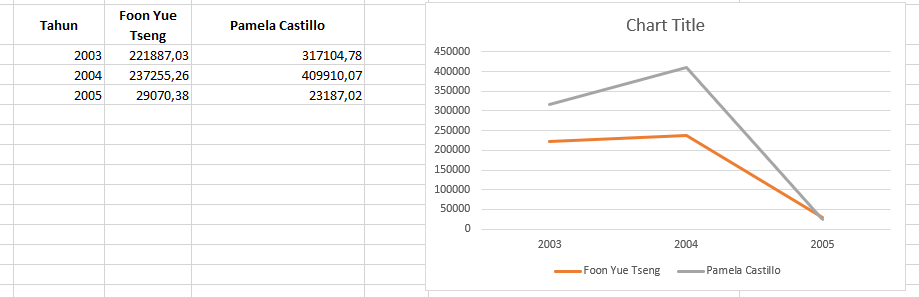 Tahun Foon Yue Tseng Pamela Castillo
2003 221887,03 317104,78
2004 237255,26 409910,07
2005 29070,38 23187,02
Chart Title
450000
400000
350000
300000
250000
200000
150000
100000
50000
0
2003 2004 2005
Foon Yue Tseng Pamela Castillo